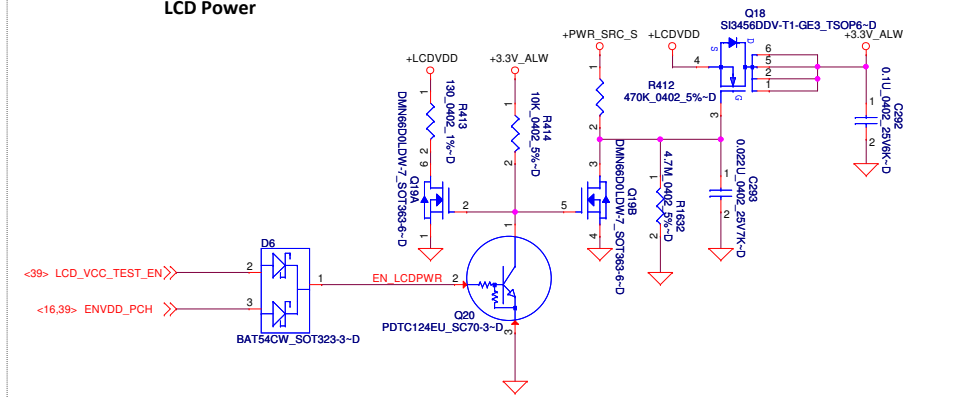 LCD Power
Q18
SI3456DDV-T1-GE3_TSOP6~D
+PWR_SRC_S
+LCDVDD
+3.3V_ALW
+LCDVDD
+3.3V_ALW
S
D
G
4
6
5
2
1
3
1
2
R412
470K_0402_5%~D
1
2
R413
130_0402_1%~D
1
2
R414
10K_0402_5%~D
1
2
C292
0.1U_0402_25V6K~D
6
2
1
Q19A
DMN66D0LDW-7_SOT363-6~D
3
5
4
Q19B
DMN66D0LDW-7_SOT363-6~D
1
2
R1632
4.7M_0402_5%~D
1
2
C293
0.022U_0402_25V7K~D
D6
<39> LCD_VCC_TEST_EN
2
<16,39> ENVDD_PCH
3
1
BAT54CW_SOT323-3~D
EN_LCDPWR
2
1
3
Q20
PDTC124EU_SC70-3~D